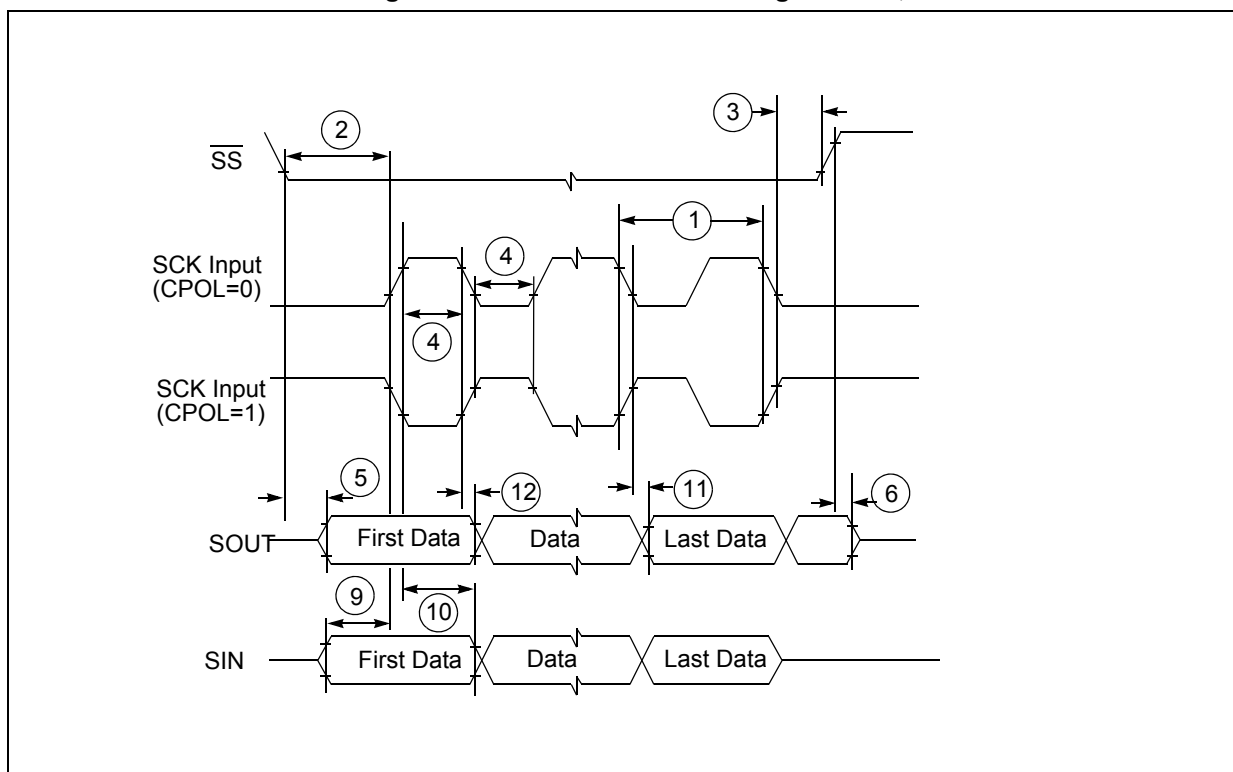 3
2
SS
1
SCK Input
(CPOL=0)
4
4
SCK Input
(CPOL=1)
5
12
11
6
SOUT
First Data
Data
Last Data
9
10
SIN
First Data
Data
Last Data